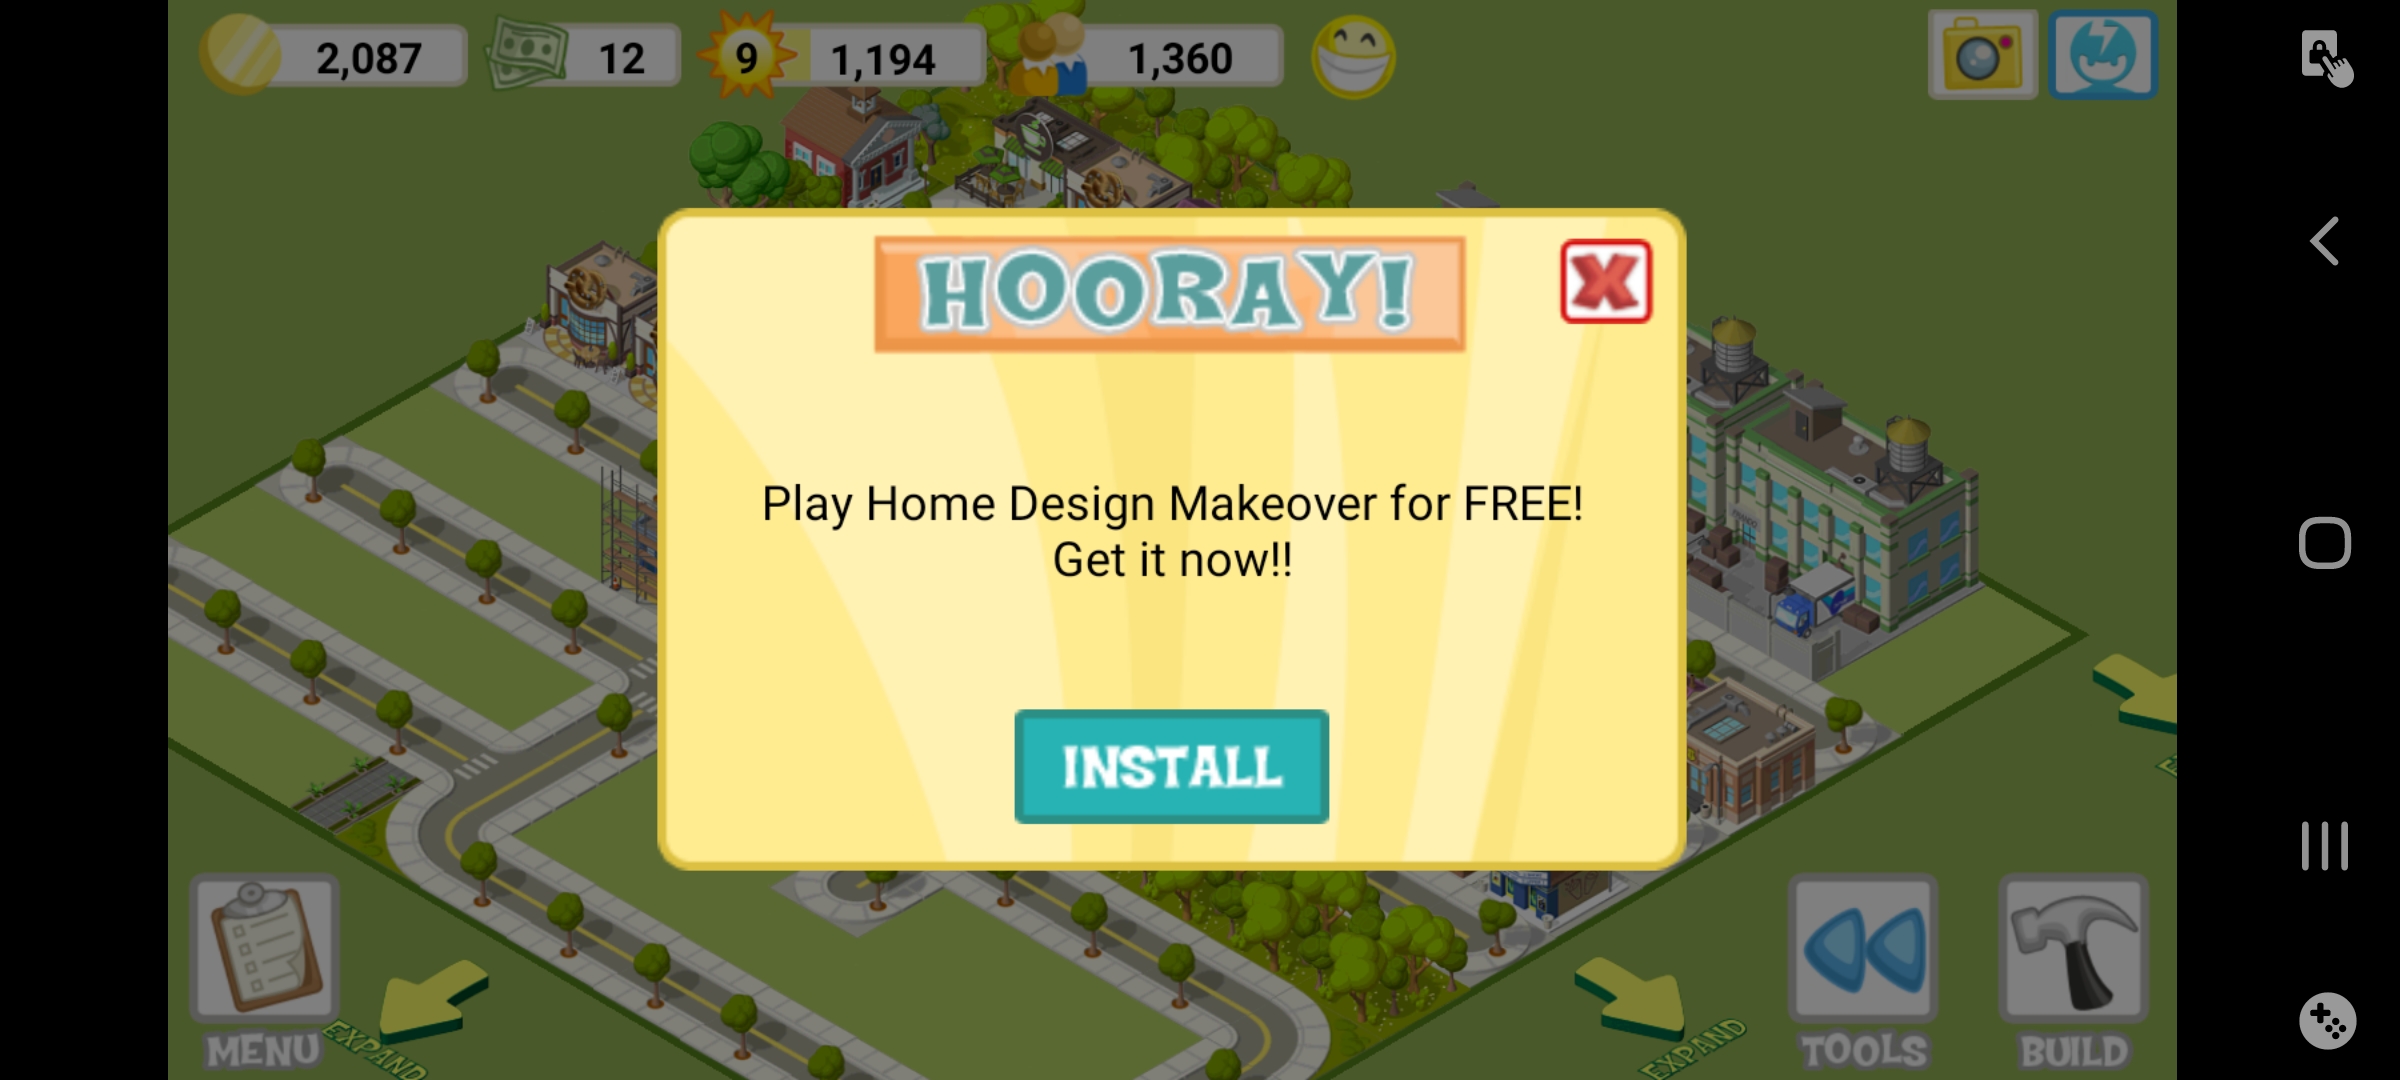 2,087
12
9
1,194
1,360
HOORAY!
Play Home Design Makeover for FREE!
Get it now!!
INSTALL
MENU
EXPAND
EXPAND
TOOLS
BUILD